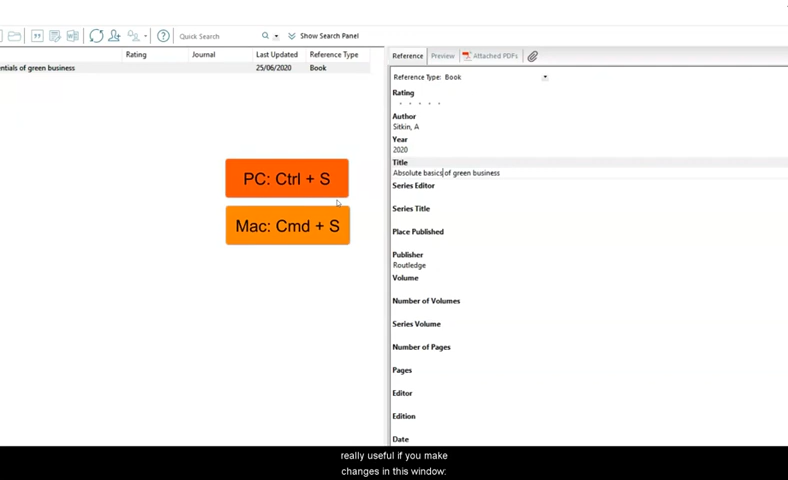 Quick Search
Show Search Panel
Rating
Journal
Last Updated
Reference Type
ntials of green business
25/06/2020
Book
Reference
Preview
Attached PDFs
Reference Type: Book
Rating
Author
Sitkin, A
Year
2020
Title
Absolute basics of green business
Series Editor
Series Title
Place Published
Publisher
Routledge
Volume
Number of Volumes
Series Volume
Number of Pages
Pages
Editor
Edition
Date
PC: Ctrl + S
Mac: Cmd + S
really useful if you make
changes in this window: